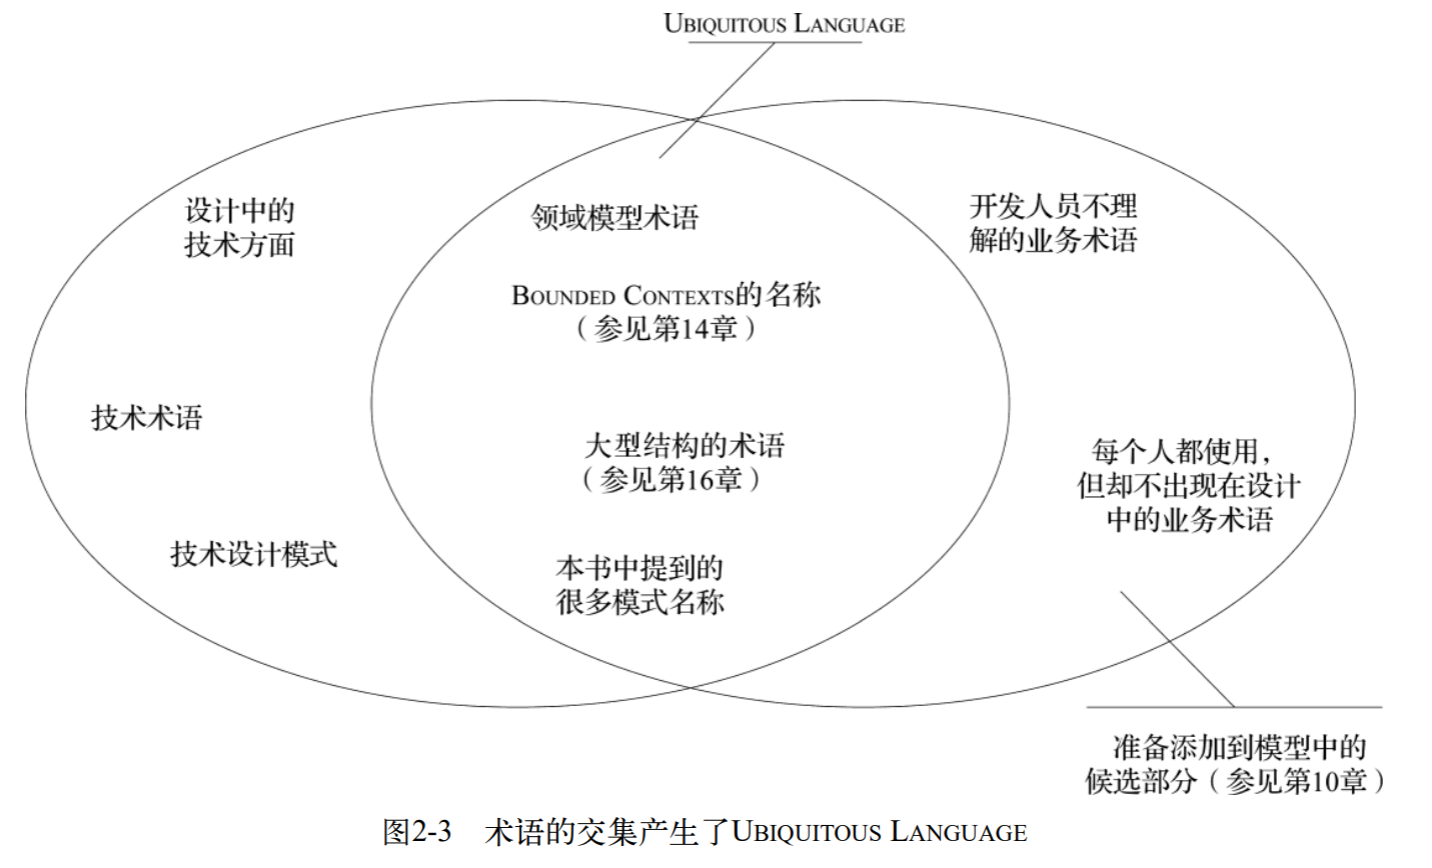 UBIQUITOUS LANGUAGE
设计中的
技术方面
技术术语
技术设计模式
领域模型术语
BOUNDED CONTEXTS的名称
（参见第14章）
大型结构的术语
（参见第16章）
本书中提到的
很多模式名称
开发人员不理
解的业务术语
每个人都使用，
但却不出现在设计
中的业务术语
准备添加到模型中的
候选部分（参见第10章）
图2-3 术语的交集产生了UBIQUITOUS LANGUAGE